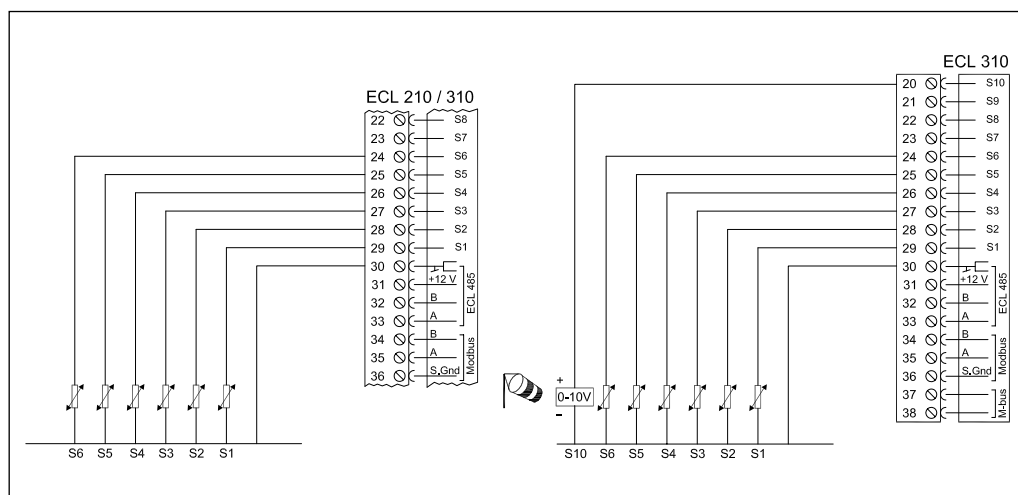 ECL 210 / 310
22 S8
23 S7
24 S6
25 S5
26 S4
27 S3
28 S2
29 S1
30
31 +12 V
32 B
33 A
ECL 485
34 B
35 A
36 S.Gnd
Modbus
S6 S5 S4 S3 S2 S1
ECL 310
20 S10
21 S9
22 S8
23 S7
24 S6
25 S5
26 S4
27 S3
28 S2
29 S1
30
31 +12 V
32 B
33 A
ECL 485
34 B
35 A
36 S.Gnd
Modbus
37
38
M-bus
+
0-10V
–
S10 S6 S5 S4 S3 S2 S1